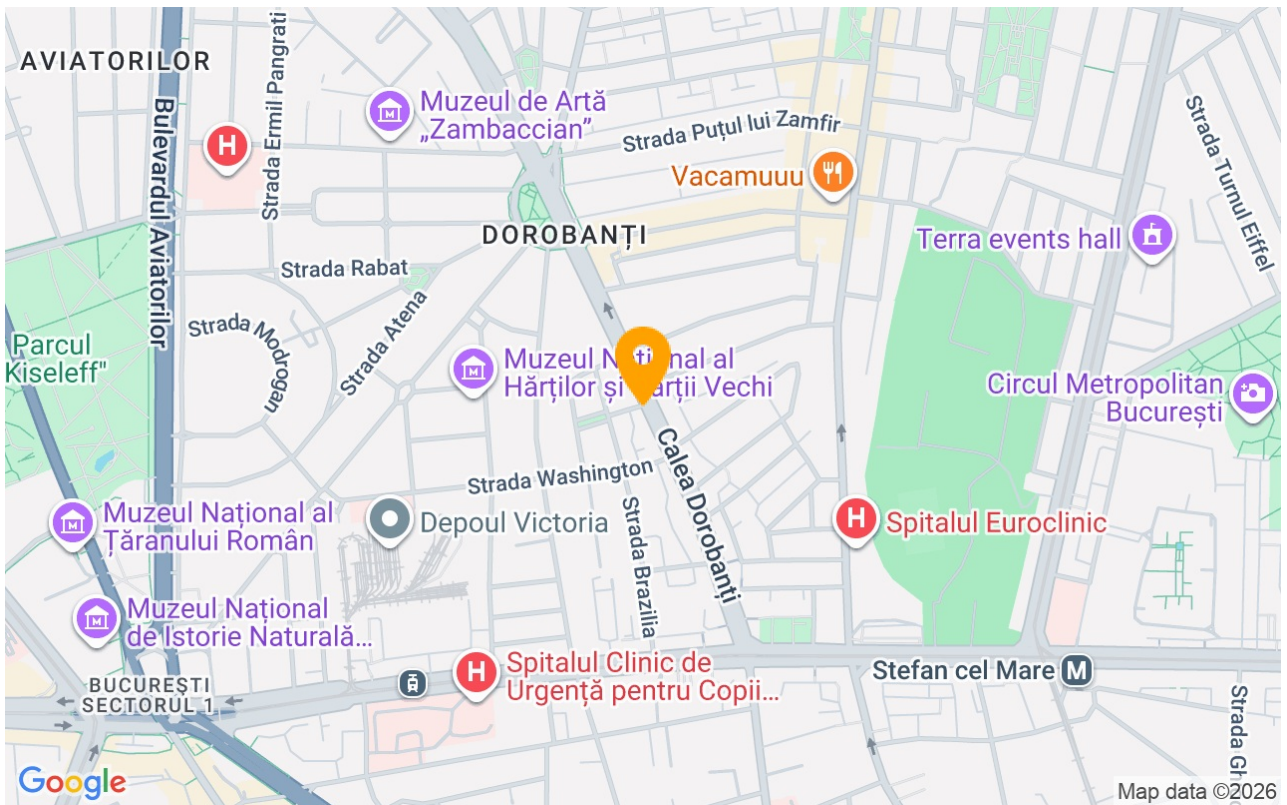 AVIATORILOR
Strada Ermil Pangrati
Bulevardul Aviatorilor
H
M
Muzeul de Artă
„Zambaccian”
Strada Puțul lui Zamfir
Vacamuuu
Strada Turnul Eiffel
DOROBANȚI
Terra events hall
Strada Rabat
Strada Modrogan
Strada Atena
Parcul
Kiseleff"
M
Muzeul Național al
Hărților și Cărții Vechi
Circul Metropolitan
București
Calea Dorobanți
Strada Washington
M
Muzeul Național al
Țăranului Român
Depoul Victoria
Strada Brazilia
H
Spitalul Euroclinic
M
Muzeul Național
de Istorie Naturală...
H
Spitalul Clinic de
Urgență pentru Copii...
Stefan cel Mare M
BUCUREȘTI
SECTORUL 1
Strada Gh
Google
Map data ©2026